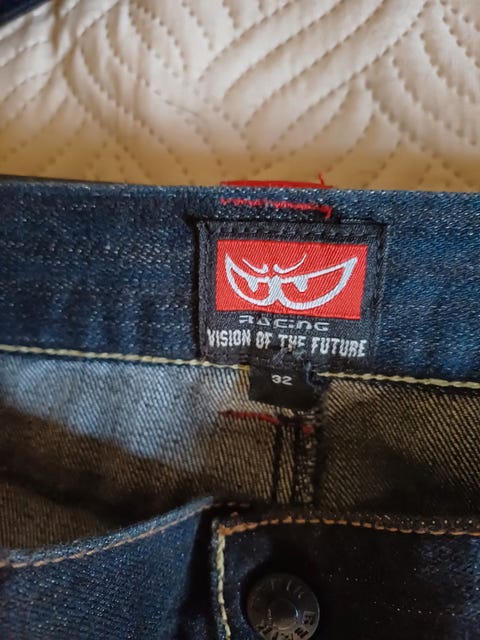 RACING
VISION OF THE FUTURE
32